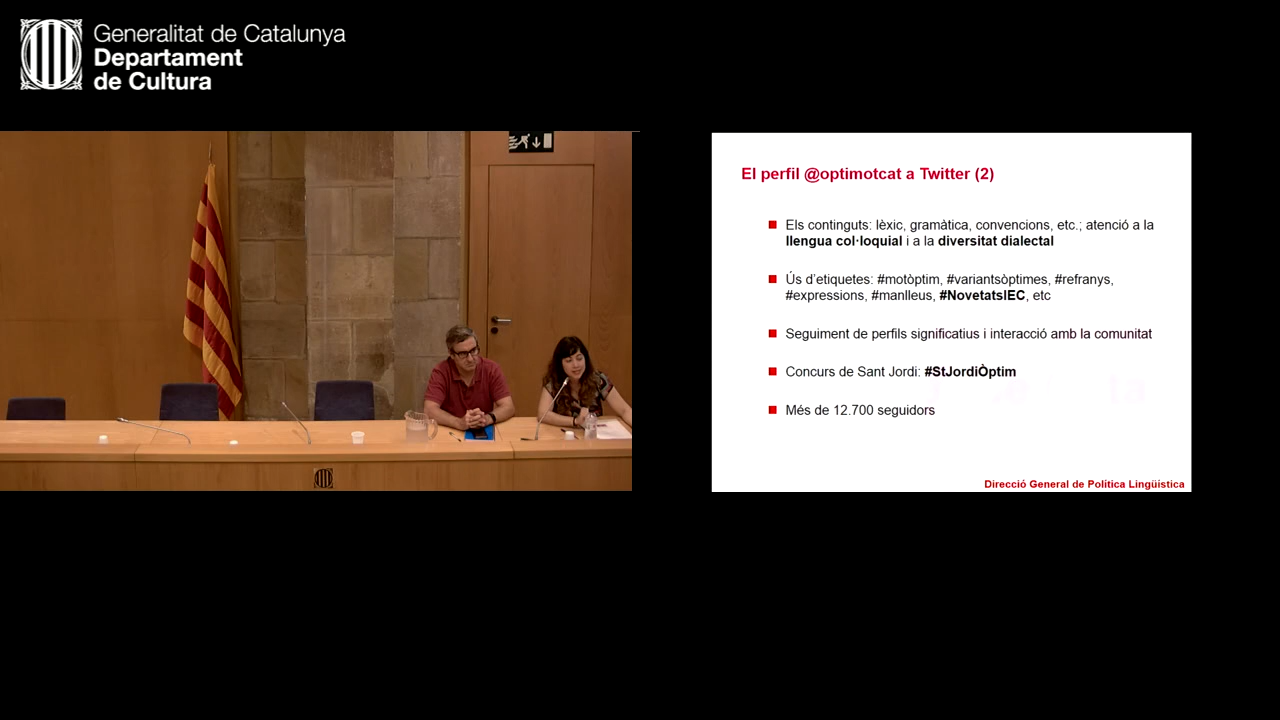 Generalitat de Catalunya
Departament
de Cultura
El perfil @optimotcat a Twitter (2)
Els continguts: lèxic, gramàtica, convencions, etc.; atenció a la
llengua col·loquial i a la diversitat dialectal
Ús d’etiquetes: #motòptim, #variantsòptimes, #refranys,
#expressions, #manlleus, #NovetatsIEC, etc
Seguiment de perfils significatius i interacció amb la comunitat
Concurs de Sant Jordi: #StJordiÒptim
Més de 12.700 seguidors
Direcció General de Política Lingüística